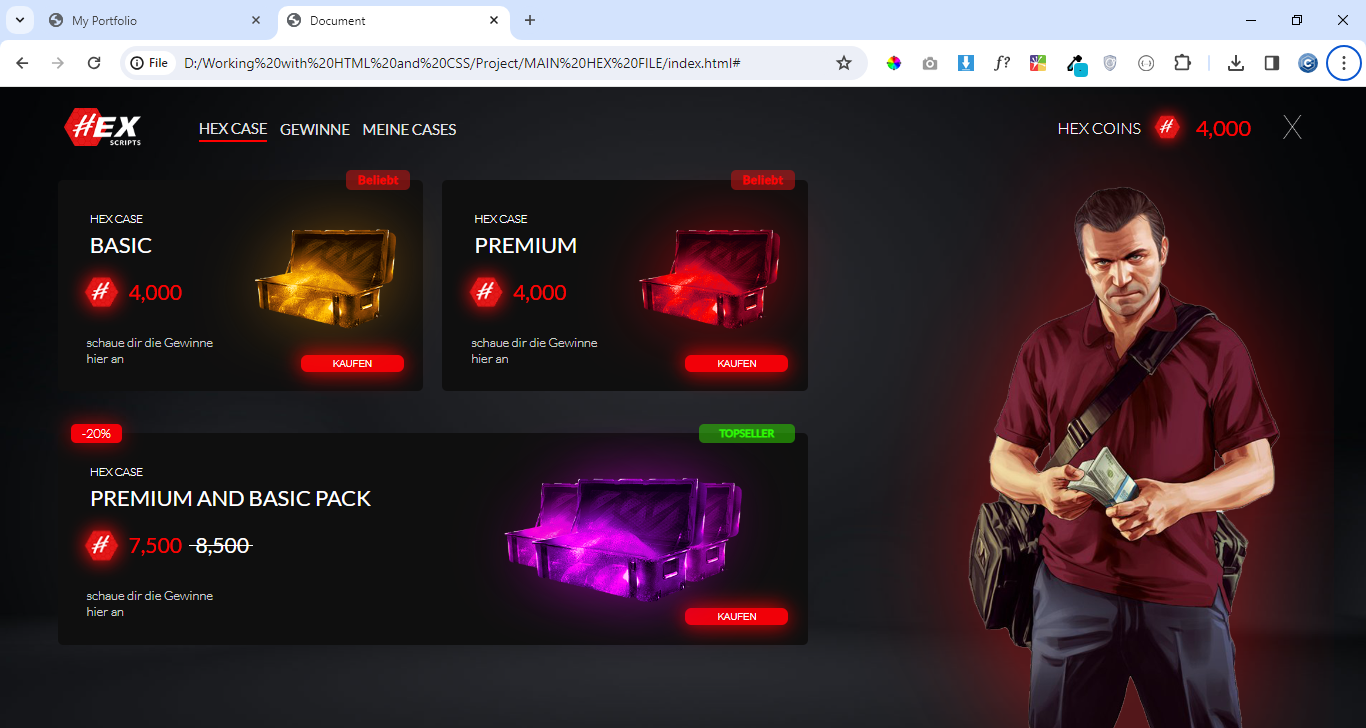 My Portfolio
Document
File
D:/Working%20with%20HTML%20and%20CSS/Project/MAIN%20HEX%20FILE/index.html#
f?
HEX
SCRIPTS
HEX CASE GEWINNE MEINE CASES
HEX COINS 4,000 X
Beliebt
HEX CASE
BASIC
4,000
schaue dir die Gewinne
hier an
KAUFEN
Beliebt
HEX CASE
PREMIUM
4,000
schaue dir die Gewinne
hier an
KAUFEN
-20%
TOPSELLER
HEX CASE
PREMIUM AND BASIC PACK
7,500 8,500
schaue dir die Gewinne
hier an
KAUFEN